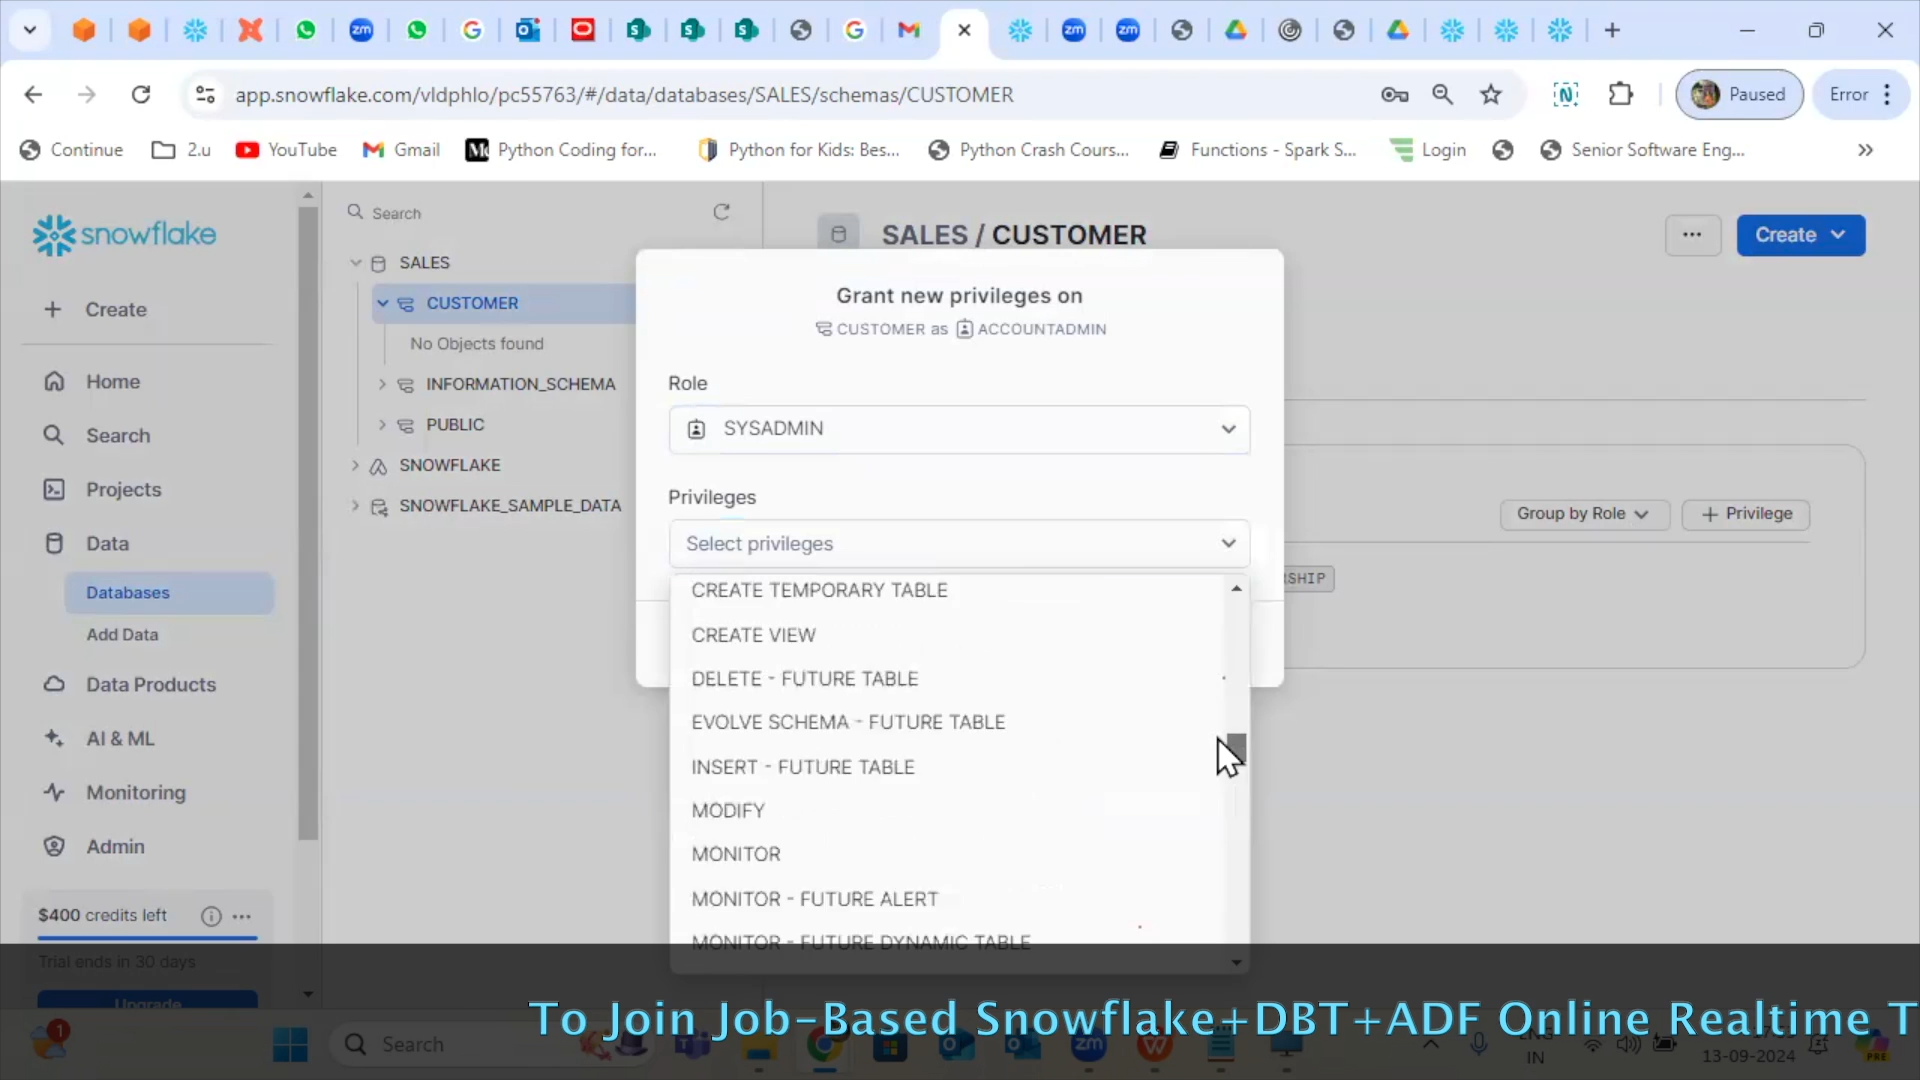 app.snowflake.com/vldphlo/pc55763/#/data/databases/SALES/schemas/CUSTOMER
Paused
Error
Continue
2.u
YouTube
Gmail
Python Coding for...
Python for Kids: Bes...
Python Crash Cours...
Functions - Spark S...
Login
Senior Software Eng...
snowflake
Create
Home
Search
Projects
Data
Databases
Add Data
Data Products
AI & ML
Monitoring
Admin
$400 credits left
Trial ends in 30 days
Upgrade
Search
SALES
CUSTOMER
No Objects found
INFORMATION_SCHEMA
PUBLIC
SNOWFLAKE
SNOWFLAKE_SAMPLE_DATA
SALES / CUSTOMER
Create
Group by Role
Privilege
Grant new privileges on
CUSTOMER as ACCOUNTADMIN
Role
SYSADMIN
Privileges
Select privileges
CREATE TEMPORARY TABLE
CREATE VIEW
DELETE - FUTURE TABLE
EVOLVE SCHEMA - FUTURE TABLE
INSERT - FUTURE TABLE
MODIFY
MONITOR
MONITOR - FUTURE ALERT
MONITOR - FUTURE DYNAMIC TABLE
To Join Job-Based Snowflake+DBT+ADF Online Realtime T
1
Search
ENG
IN
13-09-2024
PRE